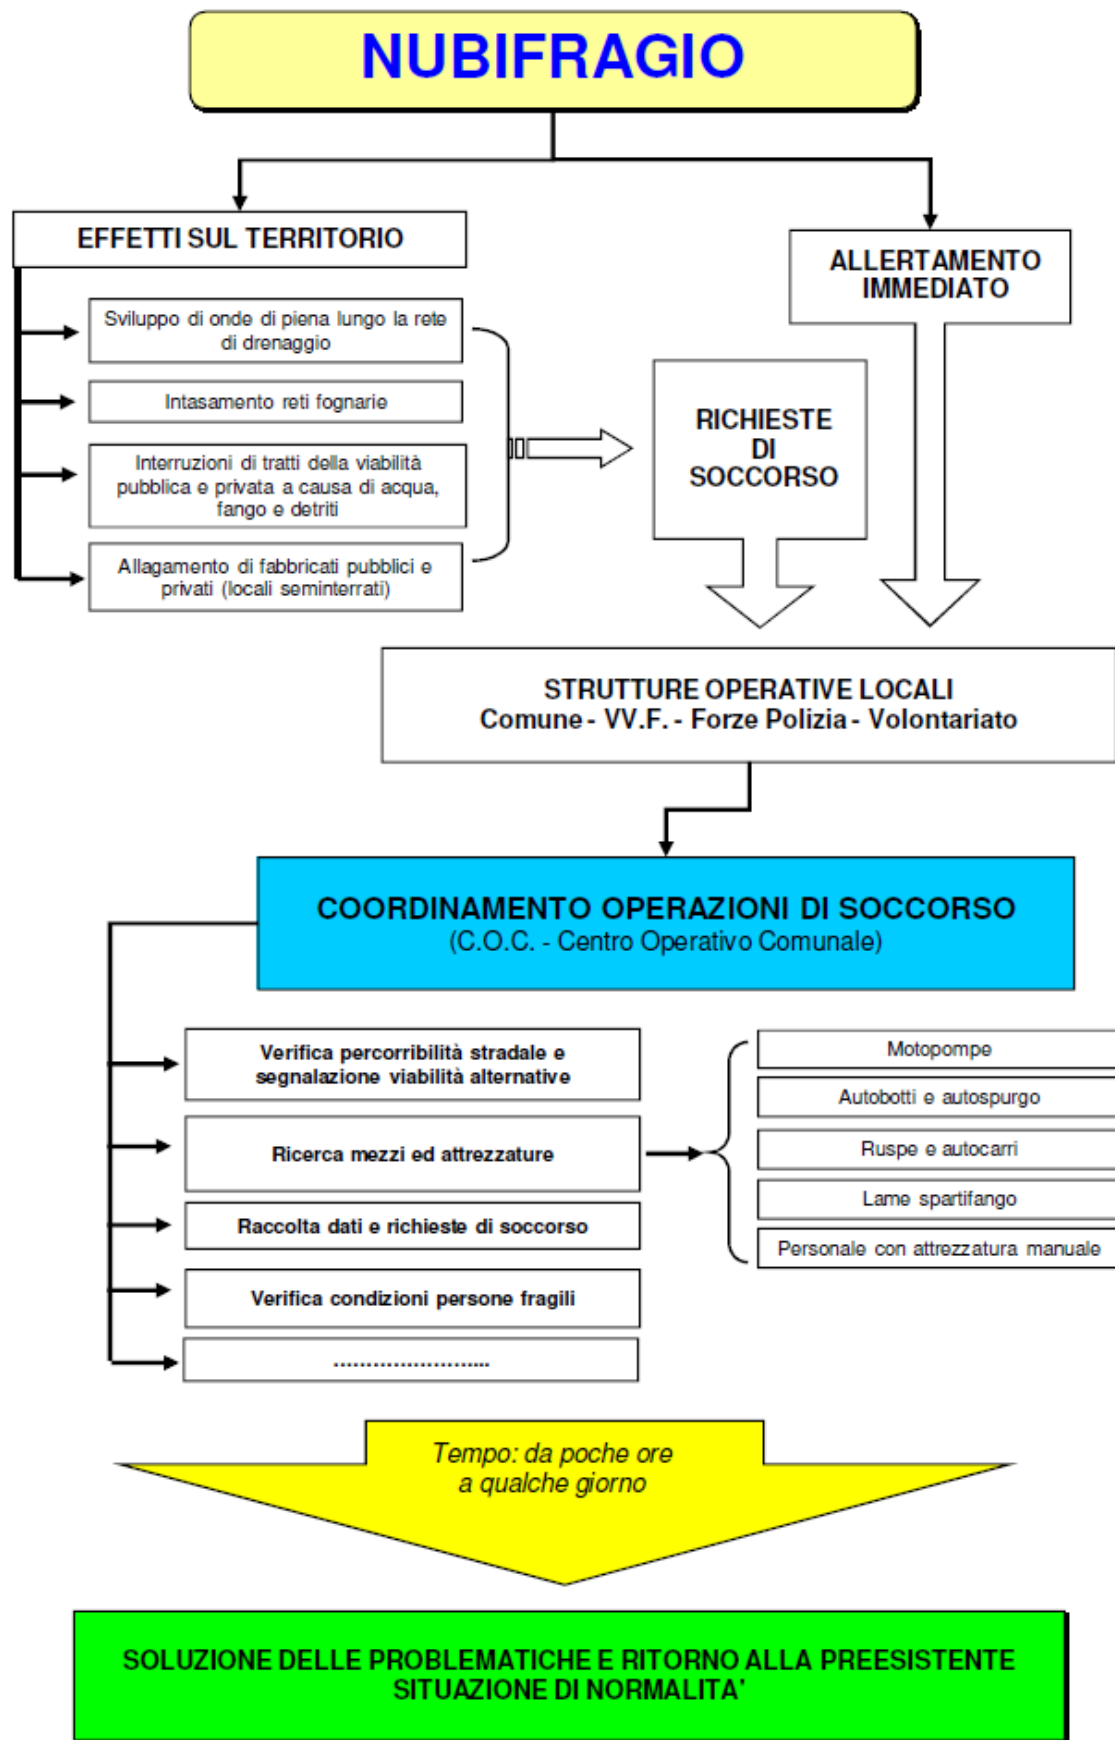 NUBIFRAGIO
EFFETTI SUL TERRITORIO
ALLERTAMENTO
IMMEDIATO
Sviluppo di onde di piena lungo la rete
di drenaggio
Intasamento reti fognarie
Interruzioni di tratti della viabilità
pubblica e privata a causa di acqua,
fango e detriti
Allagamento di fabbricati pubblici e
privati (locali seminterrati)
RICHIESTE
DI
SOCCORSO
STRUTTURE OPERATIVE LOCALI
Comune - VV.F. - Forze Polizia - Volontariato
COORDINAMENTO OPERAZIONI DI SOCCORSO
(C.O.C. - Centro Operativo Comunale)
Verifica percorribilità stradale e
segnalazione viabilità alternative
Ricerca mezzi ed attrezzature
Raccolta dati e richieste di soccorso
Verifica condizioni persone fragili
........................
Motopompe
Autobotti e autospurgo
Ruspe e autocarri
Lame spartifango
Personale con attrezzatura manuale
Tempo: da poche ore
a qualche giorno
SOLUZIONE DELLE PROBLEMATICHE E RITORNO ALLA PREESISTENTE
SITUAZIONE DI NORMALITA'